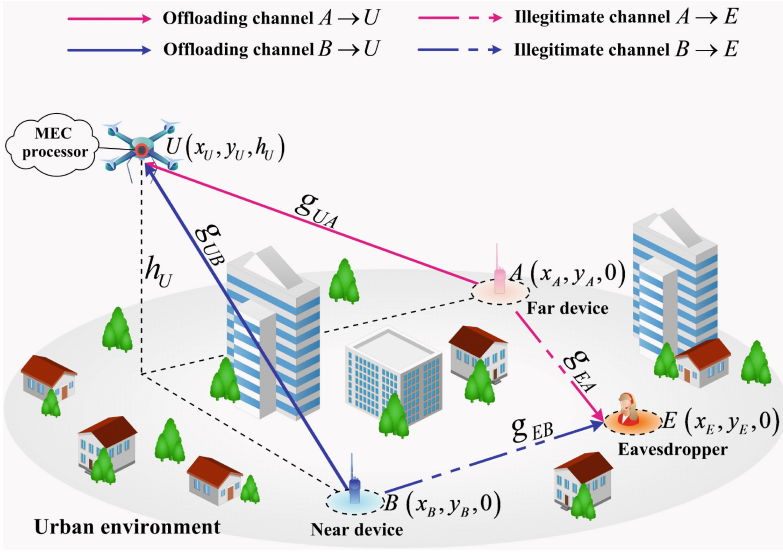 Offloading channel A → U
Illegitimate channel A → E
Offloading channel B → U
Illegitimate channel B → E
MEC
processor
U (x_U, y_U, h_U)
g_UA
g_UB
h_U
A (x_A, y_A, 0)
Far device
g_EA
E (x_E, y_E, 0)
Eavesdropper
g_EB
B (x_B, y_B, 0)
Near device
Urban environment